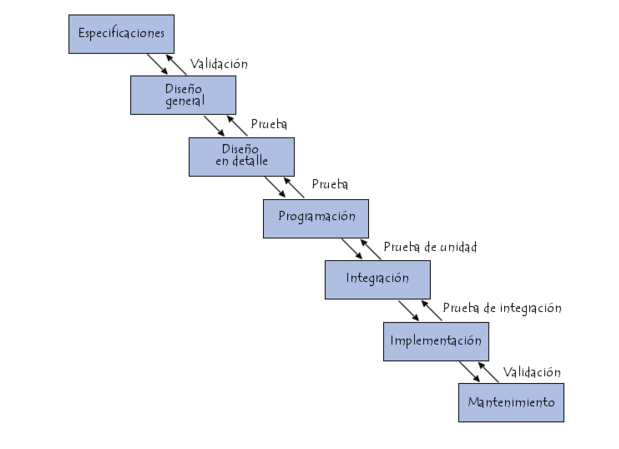 Especificaciones
Validación
Diseño
general
Prueba
Diseño
en detalle
Prueba
Programación
Prueba de unidad
Integración
Prueba de integración
Implementación
Validación
Mantenimiento